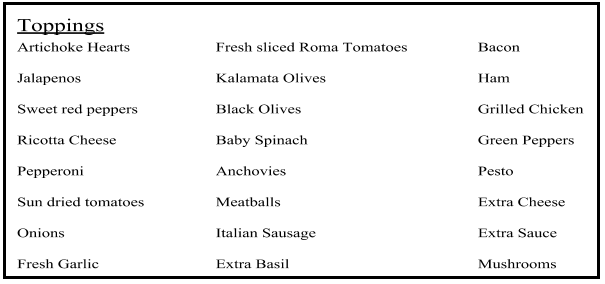 Toppings
Artichoke Hearts Fresh sliced Roma Tomatoes Bacon
Jalapenos Kalamata Olives Ham
Sweet red peppers Black Olives Grilled Chicken
Ricotta Cheese Baby Spinach Green Peppers
Pepperoni Anchovies Pesto
Sun dried tomatoes Meatballs Extra Cheese
Onions Italian Sausage Extra Sauce
Fresh Garlic Extra Basil Mushrooms